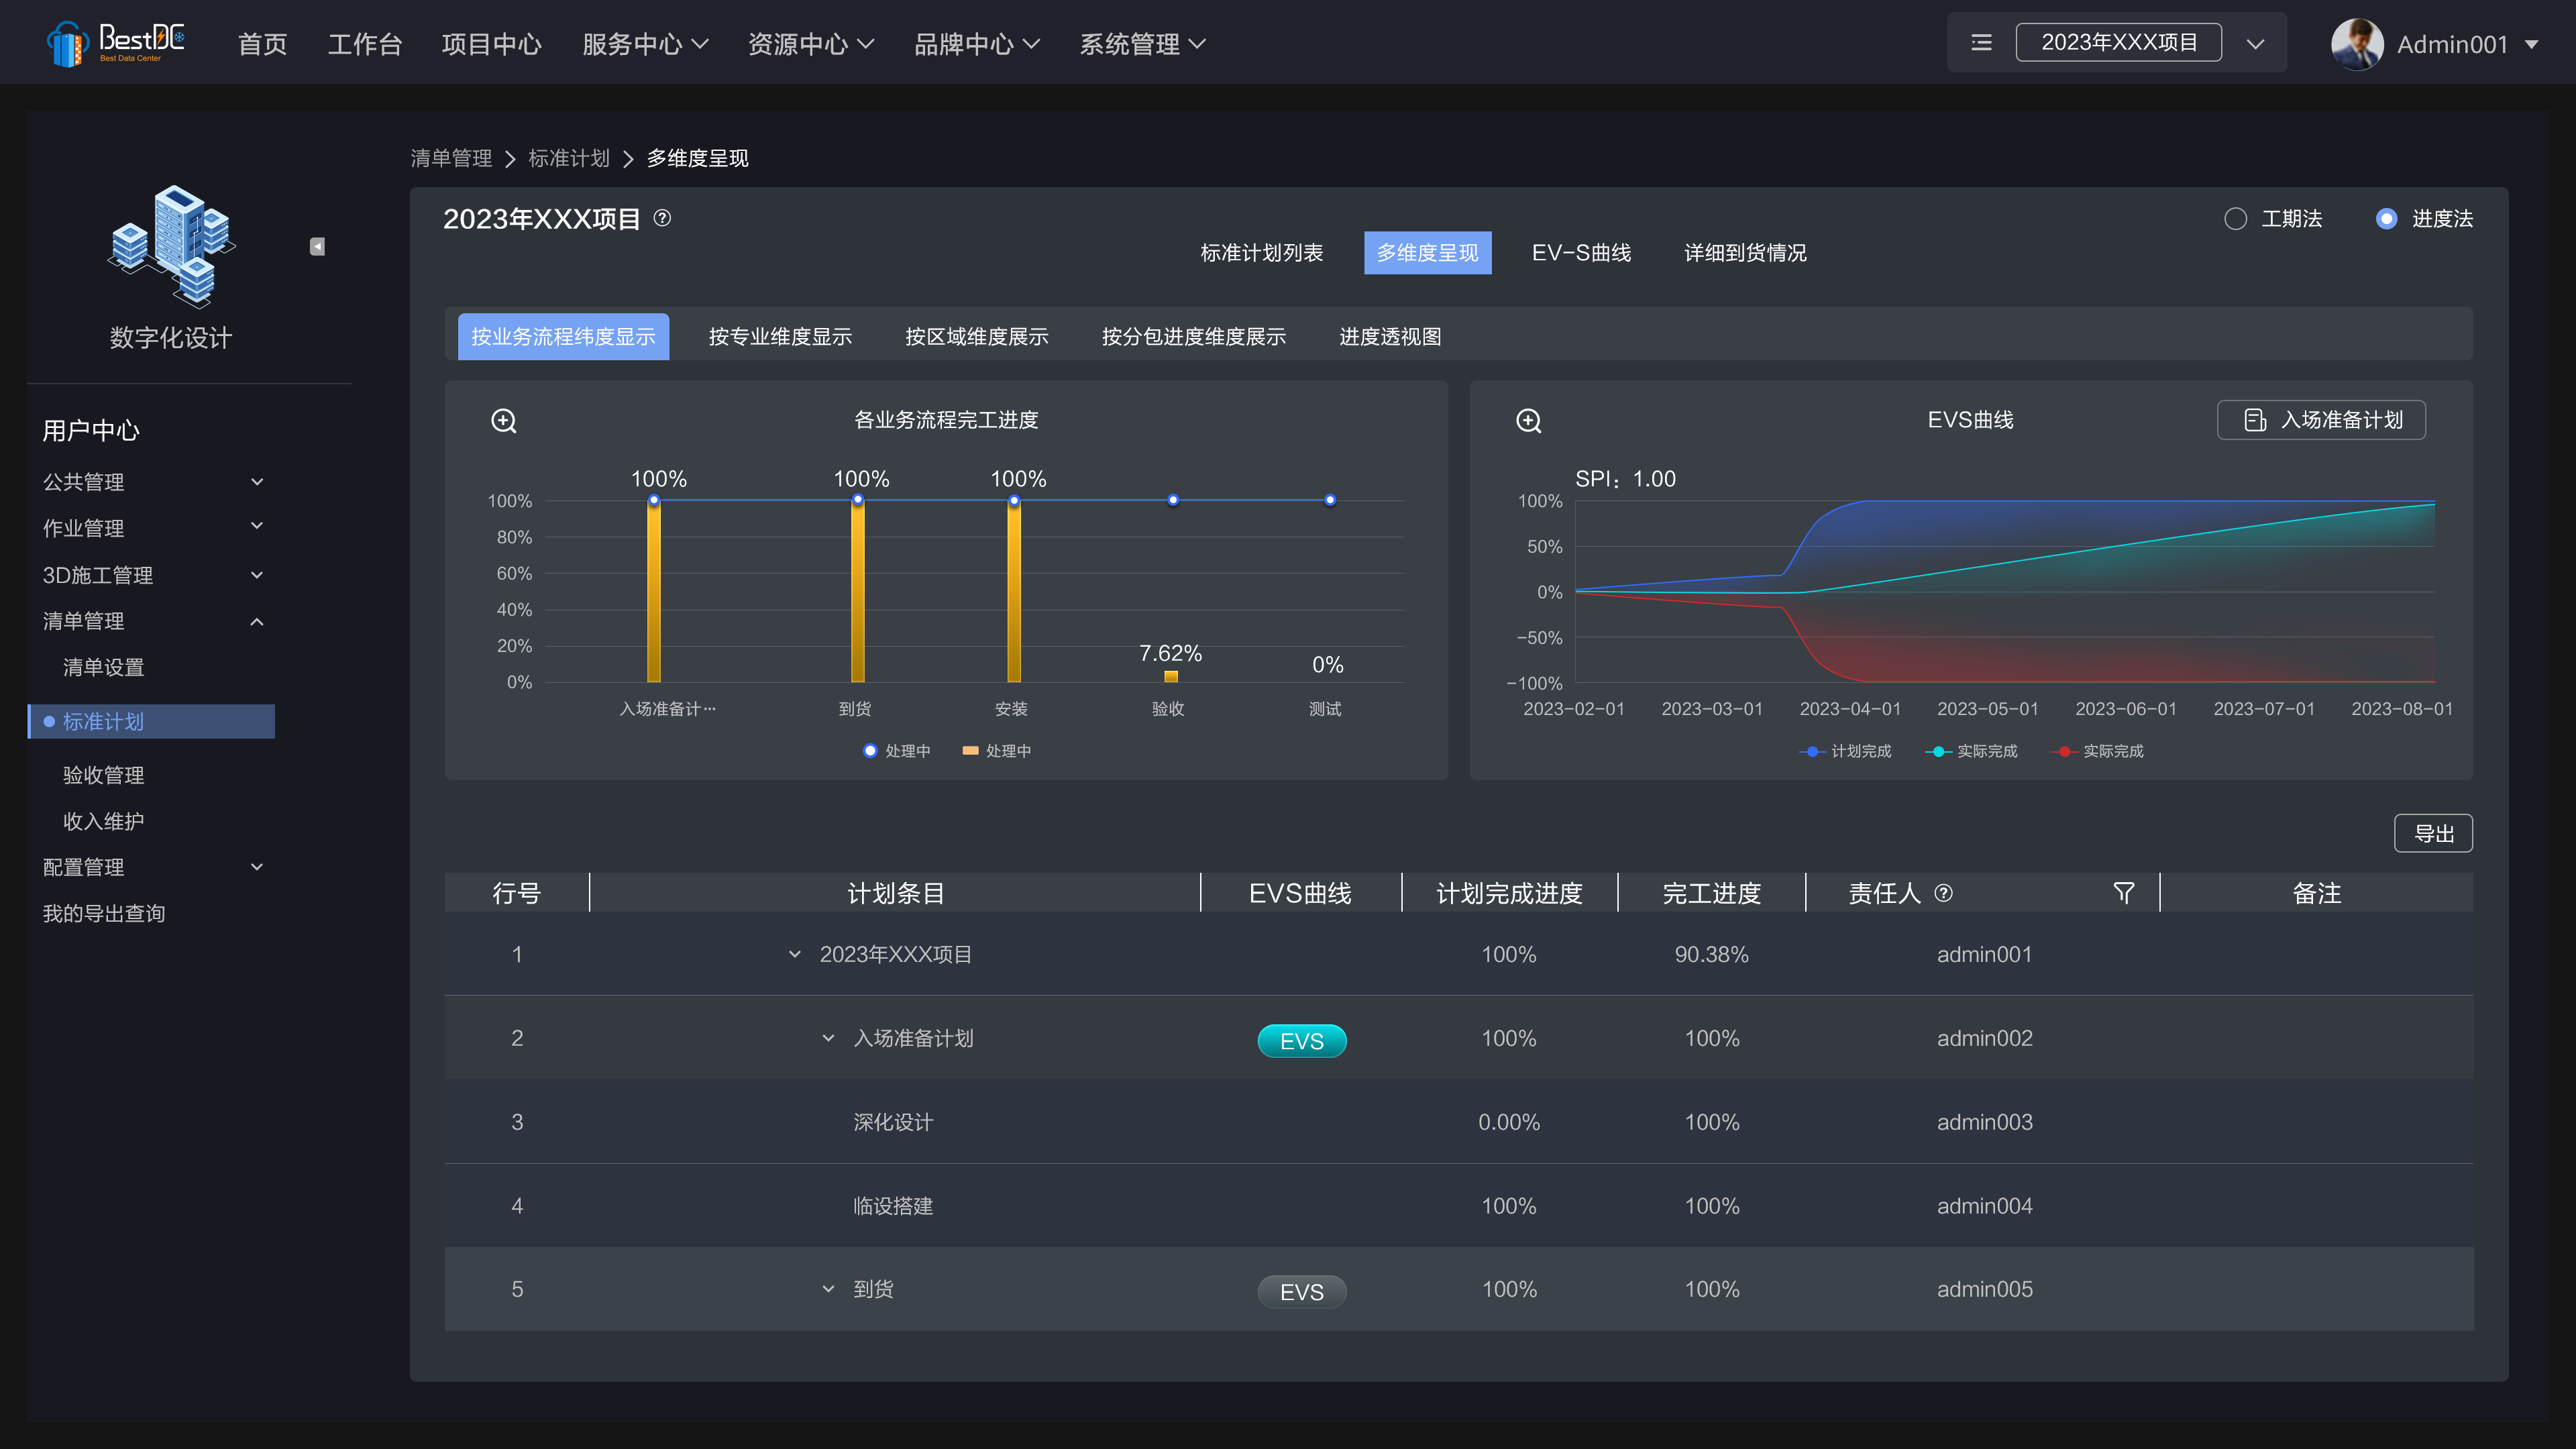 BestDC
Best Data Center
首页 工作台 项目中心 服务中心 资源中心 品牌中心 系统管理
2023年XXX项目
Admin001
数字化设计
用户中心
公共管理
作业管理
3D施工管理
清单管理
清单设置
标准计划
验收管理
收入维护
配置管理
我的导出查询
清单管理 > 标准计划 > 多维度呈现
2023年XXX项目
工期法 进度法
标准计划列表 多维度呈现 EV-S曲线 详细到货情况
按业务流程纬度显示 按专业维度显示 按区域维度展示 按分包进度维度展示 进度透视图
各业务流程完工进度
100% 100% 100%
100%
80%
60%
40%
20%
0%
7.62%
0%
入场准备计… 到货 安装 验收 测试
处理中 处理中
EVS曲线
入场准备计划
SPI：1.00
100%
50%
0%
-50%
-100%
2023-02-01 2023-03-01 2023-04-01 2023-05-01 2023-06-01 2023-07-01 2023-08-01
计划完成 实际完成 实际完成
导出
行号 计划条目 EVS曲线 计划完成进度 完工进度 责任人 备注
1 2023年XXX项目 100% 90.38% admin001
2 入场准备计划 EVS 100% 100% admin002
3 深化设计 0.00% 100% admin003
4 临设搭建 100% 100% admin004
5 到货 EVS 100% 100% admin005